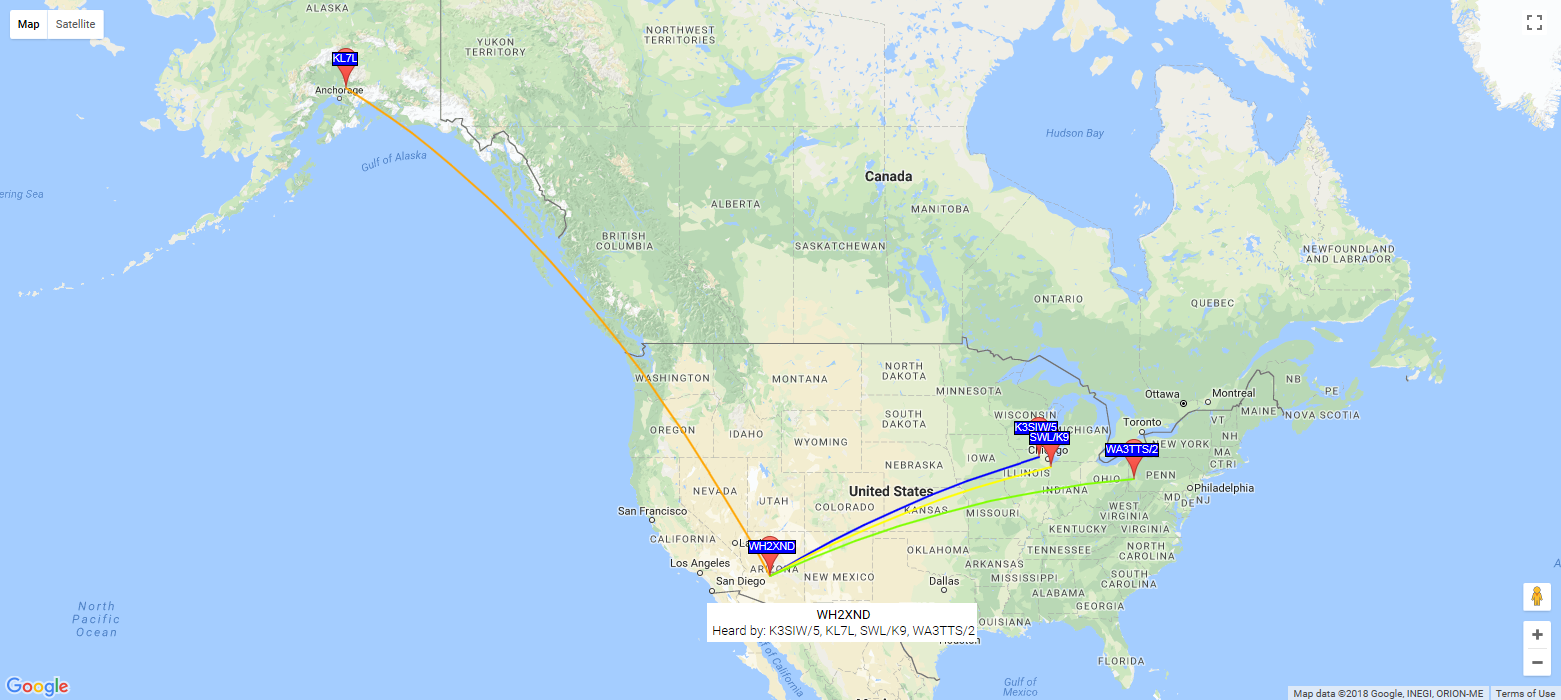 Map Satellite
ALASKA
YUKON
TERRITORY
NORTHWEST
TERRITORIES
KL7L
Anchorage
Gulf of Alaska
Hudson Bay
ering Sea
Canada
ALBERTA
MANITOBA
BRITISH
COLUMBIA
SASKATCHEWAN
NEWFOUNDLAND
AND LABRADOR
ONTARIO
QUEBEC
WASHINGTON
MONTANA
NORTH
DAKOTA
MINNESOTA
Ottawa
Montreal
NB
PE
NOVA SCOTIA
MAINE
OREGON
IDAHO
WYOMING
SOUTH
DAKOTA
WISCONSIN
K3SIW/5
MICHIGAN
SWL/K9
Chicago
Toronto
VT
NH
NEW YORK
MA
CT RI
WA3TTS/2
NEBRASKA
IOWA
ILLINOIS
INDIANA
OHIO
PENN
Philadelphia
MD
DE
NJ
NEVADA
UTAH
COLORADO
United States
KANSAS
MISSOURI
WEST
VIRGINIA
KENTUCKY
VIRGINIA
San Francisco
CALIFORNIA
WH2XND
ARIZONA
NEW MEXICO
OKLAHOMA
ARKANSAS
TENNESSEE
NORTH
CAROLINA
Los Angeles
San Diego
Dallas
MISSISSIPPI
SOUTH
CAROLINA
ALABAMA
GEORGIA
WH2XND
Heard by: K3SIW/5, KL7L, SWL/K9, WA3TTS/2
OUISIANA
Houston
North
Pacific
Ocean
Gulf of
California
FLORIDA
Gulf of
Mexico
Google
Map data ©2018 Google, INEGI, ORION-ME Terms of Use